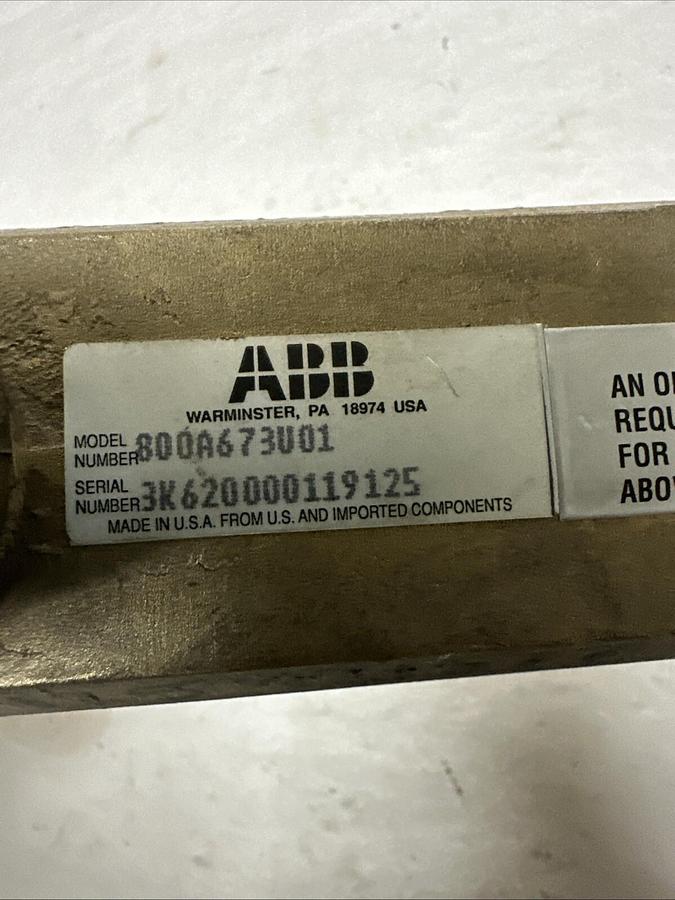 ABB
WARMINSTER, PA 18974 USA
MODEL NUMBER 800A673U01
SERIAL NUMBER 3K620000119125
MADE IN U.S.A. FROM U.S. AND IMPORTED COMPONENTS
AN
REQU
FOR
ABO